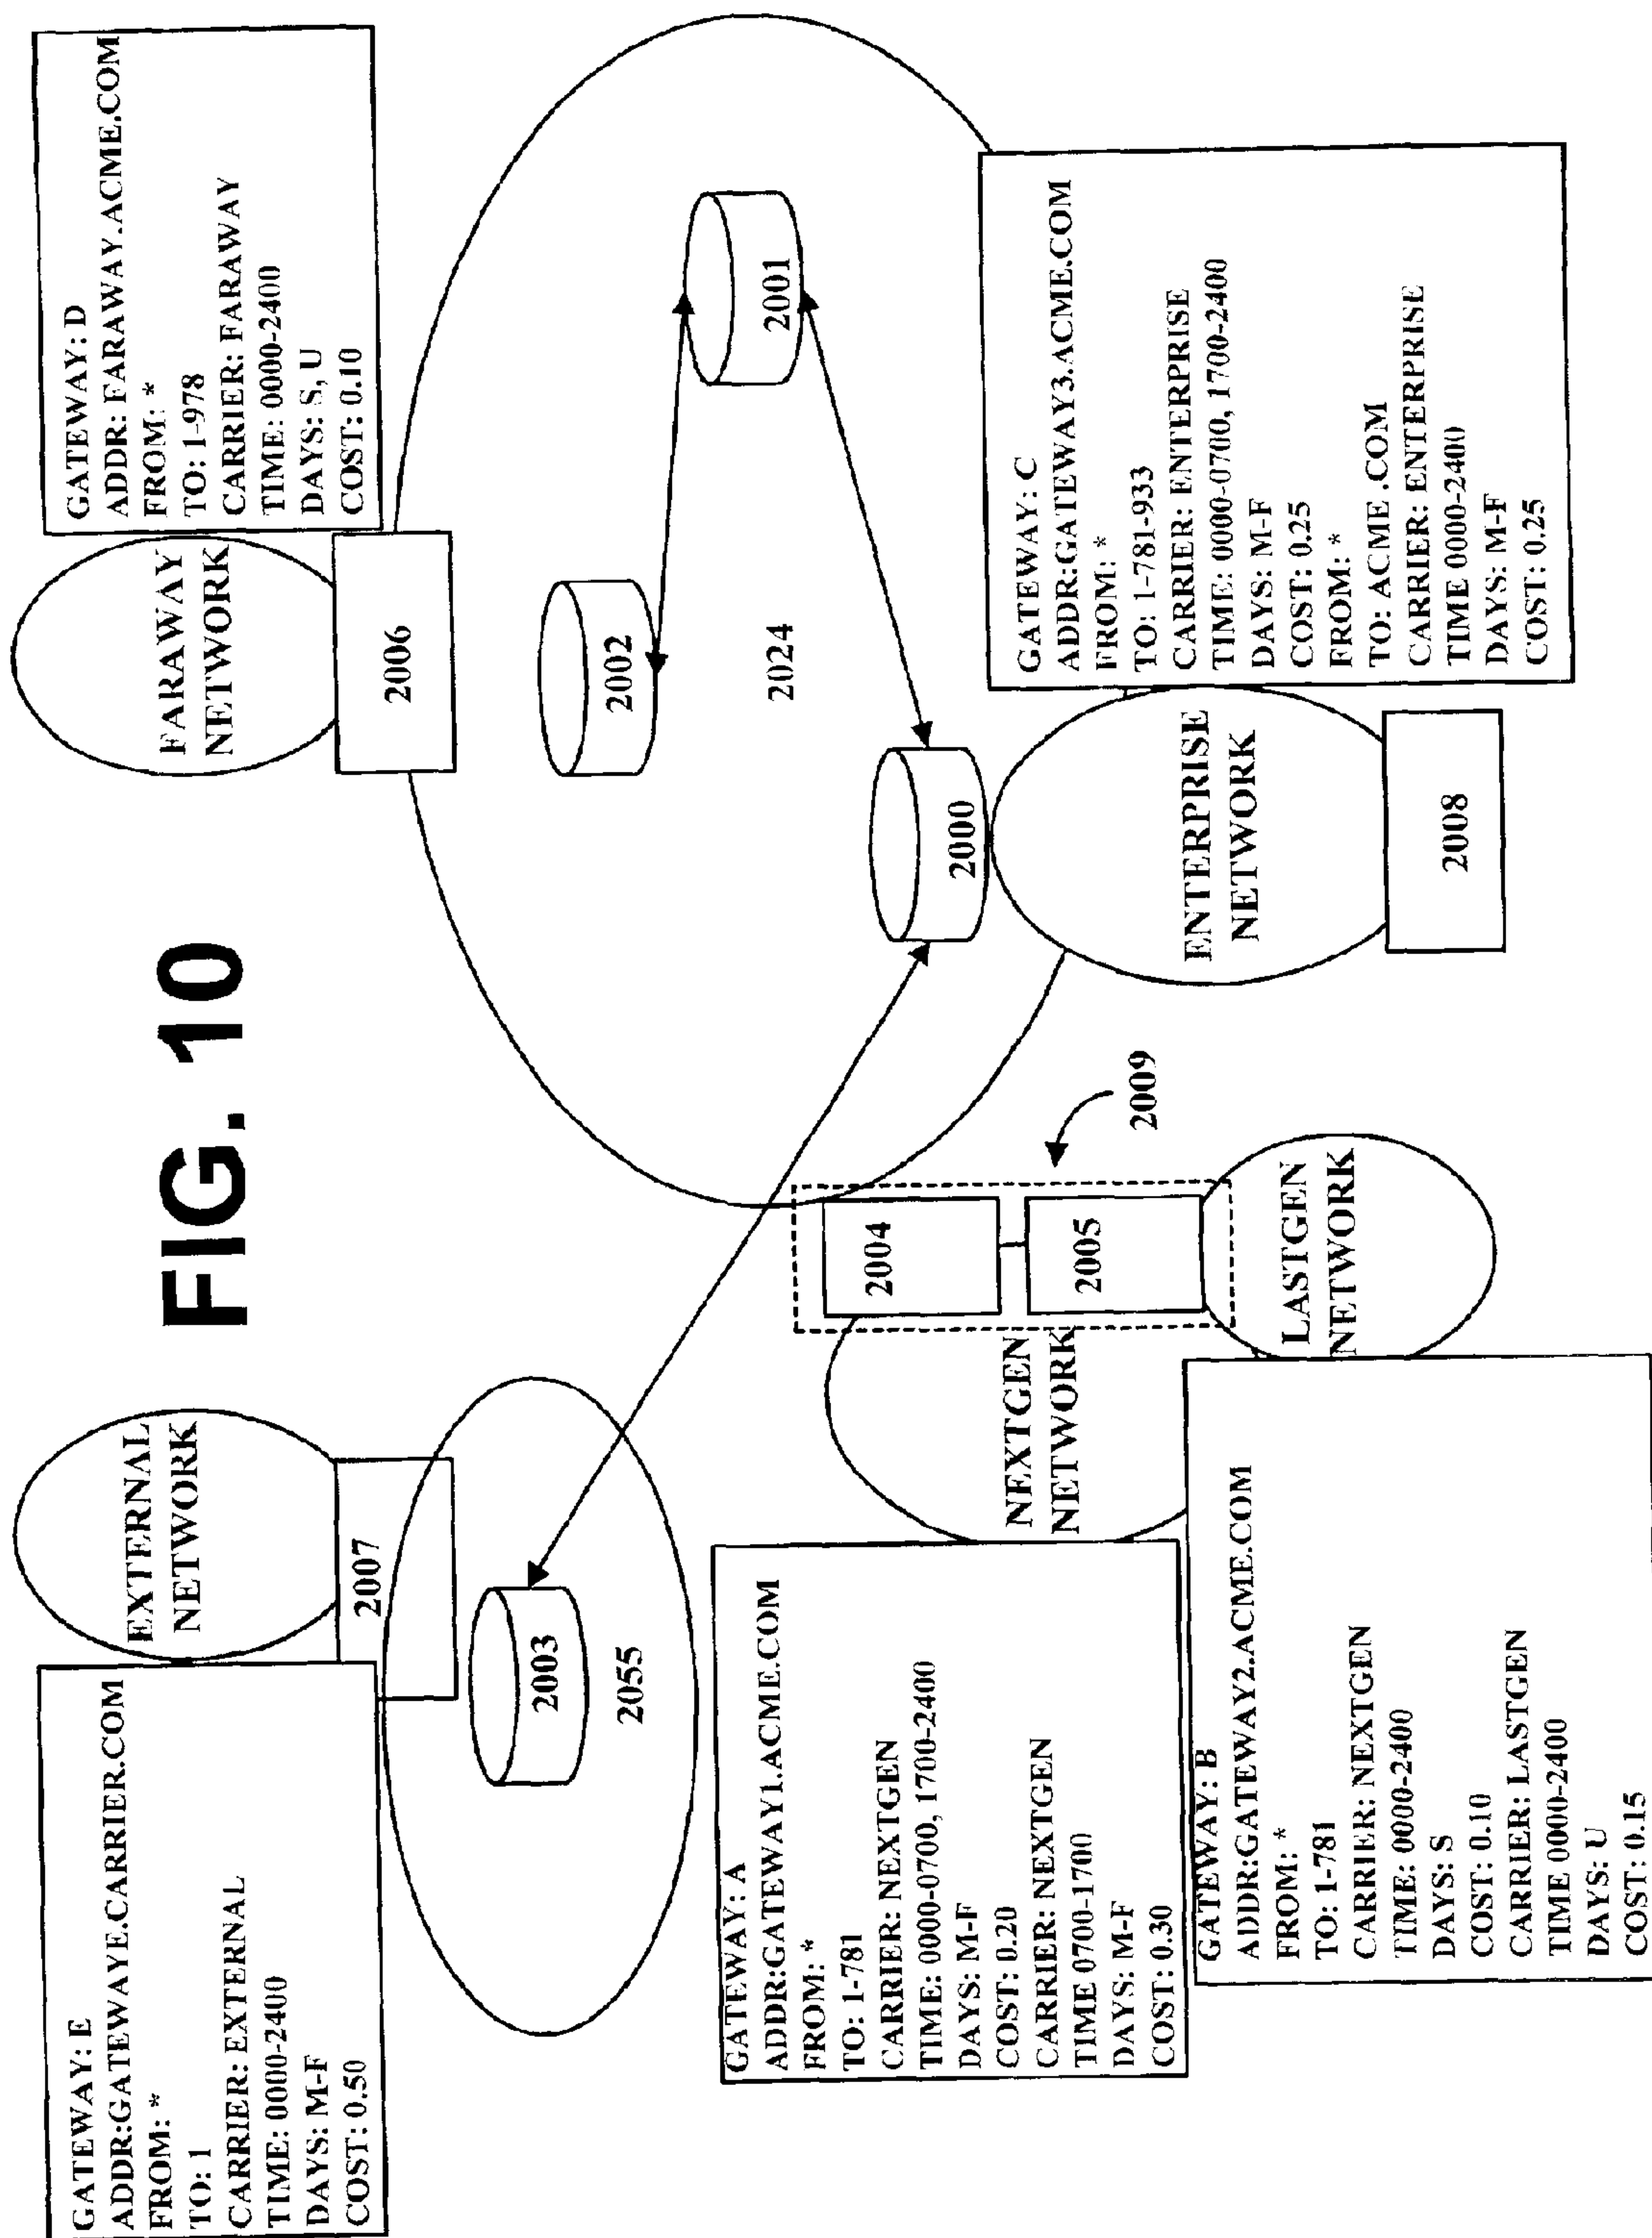 FIG. 10
GATEWAY: E
ADDR:GATEWAYE.CARRIER.COM
FROM: *
TO: 1
CARRIER: EXTERNAL
TIME: 0000-2400
DAYS: M-F
COST: 0.50
EXTERNAL
NETWORK
2007
2003
2055
FARAWAY
NETWORK
2006
GATEWAY: D
ADDR: FARAWAY.ACME.COM
FROM: *
TO: 1-978
CARRIER: FARAWAY
TIME: 0000-2400
DAYS: S, U
COST: 0.10
2002
2024
2001
2000
GATEWAY: A
ADDR:GATEWAY1.ACME.COM
FROM: *
TO: 1-781
CARRIER: NEXTGEN
TIME: 0000-0700, 1700-2400
DAYS: M-F
COST: 0.20
CARRIER: NEXTGEN
TIME 0700-1700
DAYS: M-F
COST: 0.30
NEXTGEN
NETWORK
2004
2005
2009
GATEWAY: B
ADDR:GATEWAY2.ACME.COM
FROM: *
TO: 1-781
CARRIER: NEXTGEN
TIME: 0000-2400
DAYS: S
COST: 0.10
CARRIER: LASTGEN
TIME 0000-2400
DAYS: U
COST: 0.15
LASTGEN
NETWORK
ENTERPRISE
NETWORK
2008
GATEWAY: C
ADDR:GATEWAY3.ACME.COM
FROM: *
TO: 1-781-933
CARRIER: ENTERPRISE
TIME: 0000-0700, 1700-2400
DAYS: M-F
COST: 0.25
FROM: *
TO: ACME .COM
CARRIER: ENTERPRISE
TIME 0000-2400
DAYS: M-F
COST: 0.25